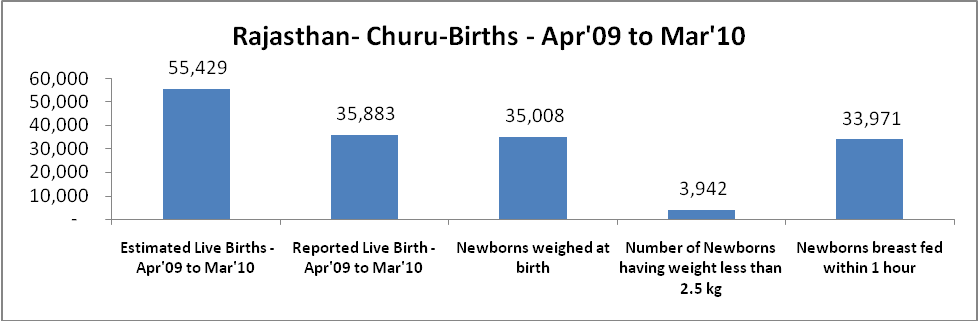 Rajasthan- Churu-Births - Apr'09 to Mar'10
55,429
35,883
35,008
3,942
33,971
60,000
50,000
40,000
30,000
20,000
10,000
-
Estimated Live Births -
Apr'09 to Mar'10
Reported Live Birth -
Apr'09 to Mar'10
Newborns weighed at
birth
Number of Newborns
having weight less than
2.5 kg
Newborns breast fed
within 1 hour